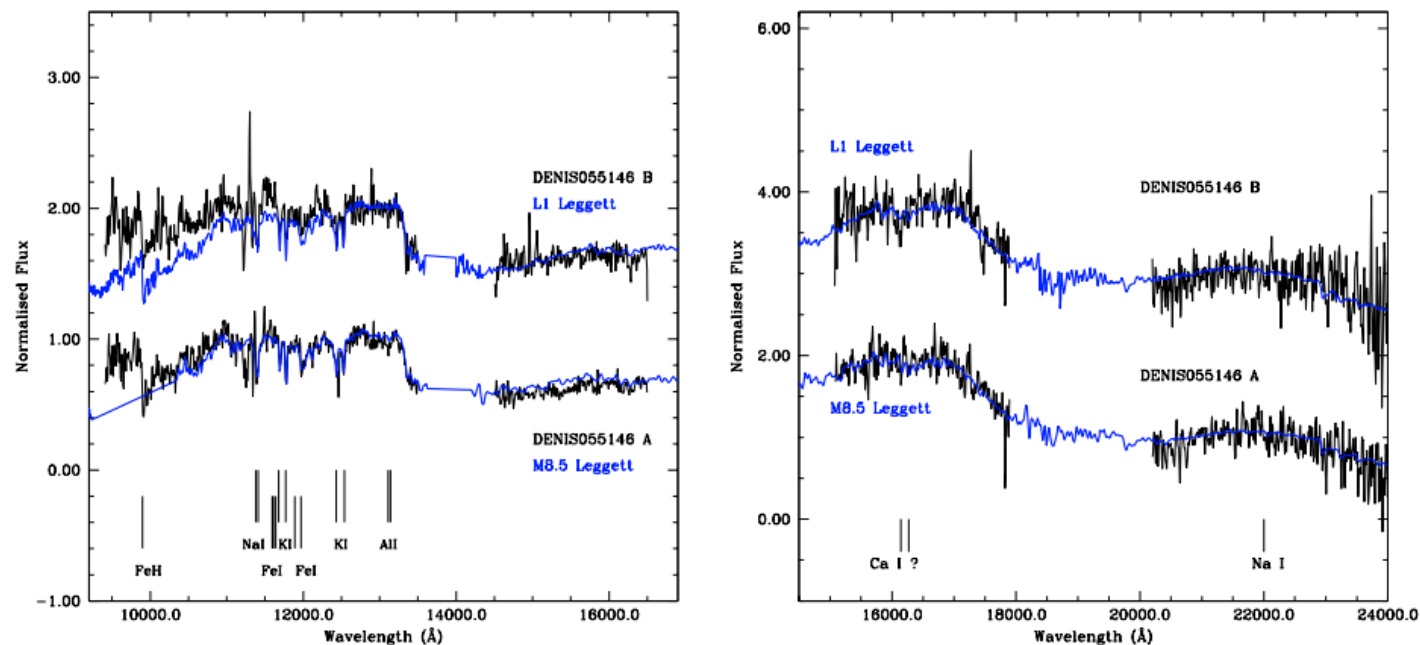 3.00
2.00
1.00
0.00
-1.00
Normalised Flux
DENIS055146 B
L1 Leggett
DENIS055146 A
M8.5 Leggett
NaI KI KI AlI
FeH FeI FeI
10000.0 12000.0 14000.0 16000.0
Wavelength (Å)
6.00
4.00
2.00
0.00
Normalised Flux
L1 Leggett
DENIS055146 B
DENIS055146 A
M8.5 Leggett
Ca I ? Na I
16000.0 18000.0 20000.0 22000.0 24000.0
Wavelength (Å)